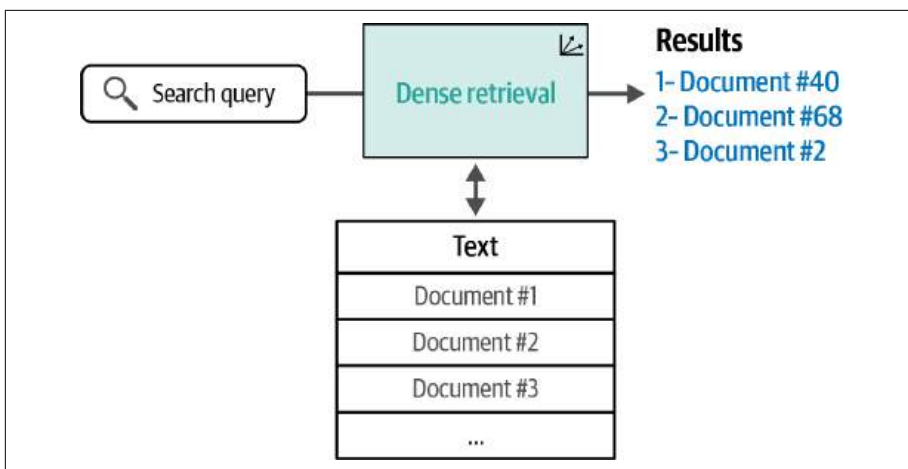 Search query
Dense retrieval
Results
1- Document #40
2- Document #68
3- Document #2
Text
Document #1
Document #2
Document #3
...